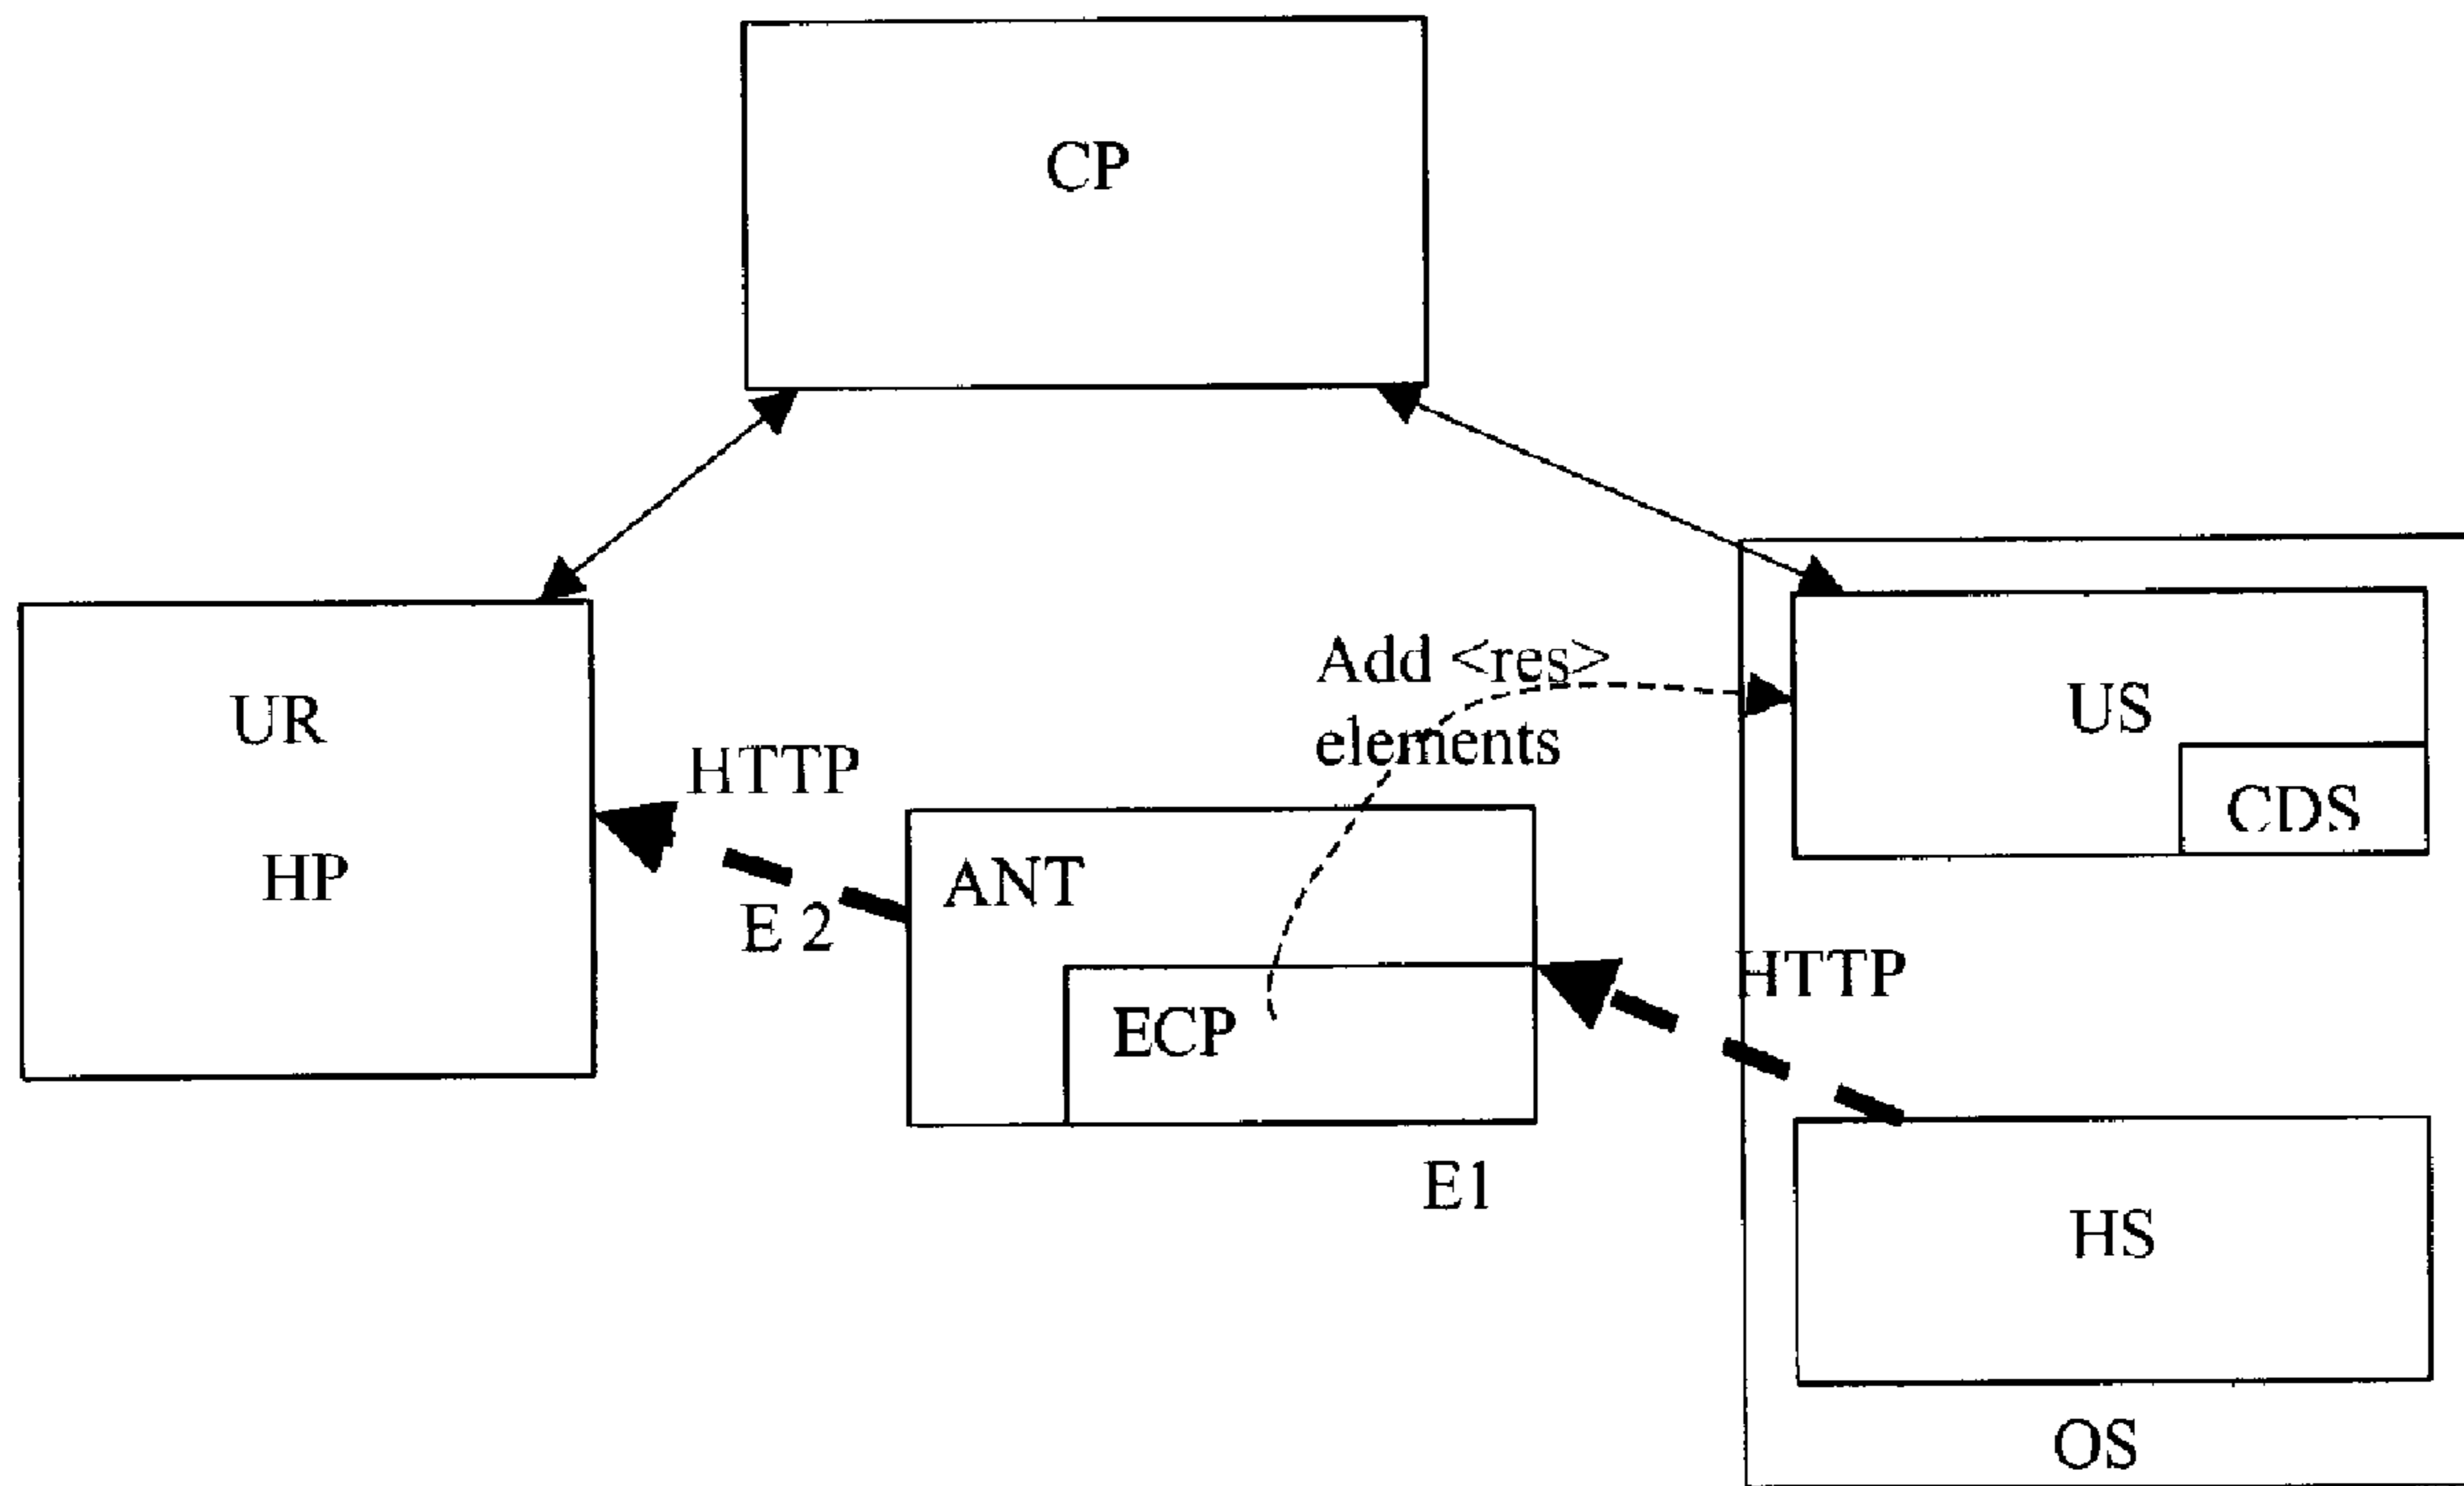 CP
UR
HP
HTTP
E 2
ANT
ECP
E1
Add <res>
elements
US
CDS
HTTP
HS
OS